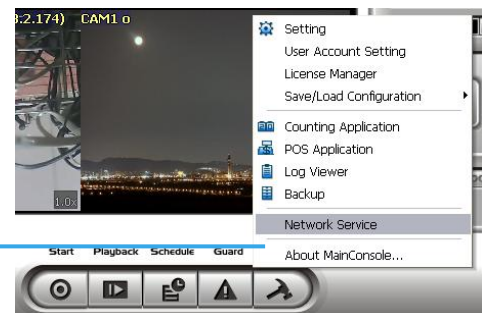 3:2.174) CAM1 o
1.0x
Setting
User Account Setting
License Manager
Save/Load Configuration
Counting Application
POS Application
Log Viewer
Backup
Network Service
About MainConsole...
Start Playback Schedule Guard